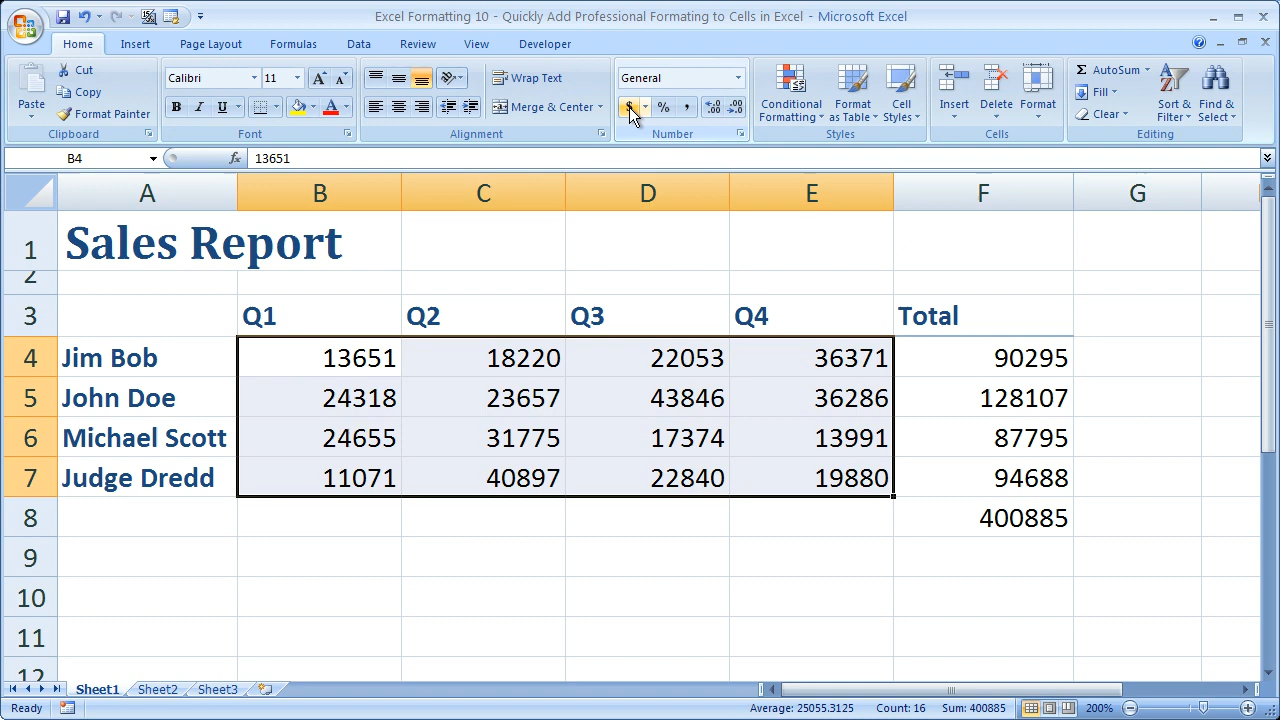 Excel Formating 10 - Quickly Add Professional Formating to Cells in Excel - Microsoft Excel
Home Insert Page Layout Formulas Data Review View Developer
Paste
Cut
Copy
Format Painter
Clipboard
Calibri 11
B I U
Font
Wrap Text
Merge & Center
Alignment
General
$ % ,
Number
Conditional Formatting
Format as Table
Cell Styles
Styles
Insert Delete Format
Cells
Σ AutoSum
Fill
Clear
Sort & Filter
Find & Select
Editing
B4 fx 13651
A B C D E F G
1 Sales Report
2
3 Q1 Q2 Q3 Q4 Total
4 Jim Bob 13651 18220 22053 36371 90295
5 John Doe 24318 23657 43846 36286 128107
6 Michael Scott 24655 31775 17374 13991 87795
7 Judge Dredd 11071 40897 22840 19880 94688
8 400885
9
10
11
12
Sheet1 Sheet2 Sheet3
Ready Average: 25055.3125 Count: 16 Sum: 400885 200%